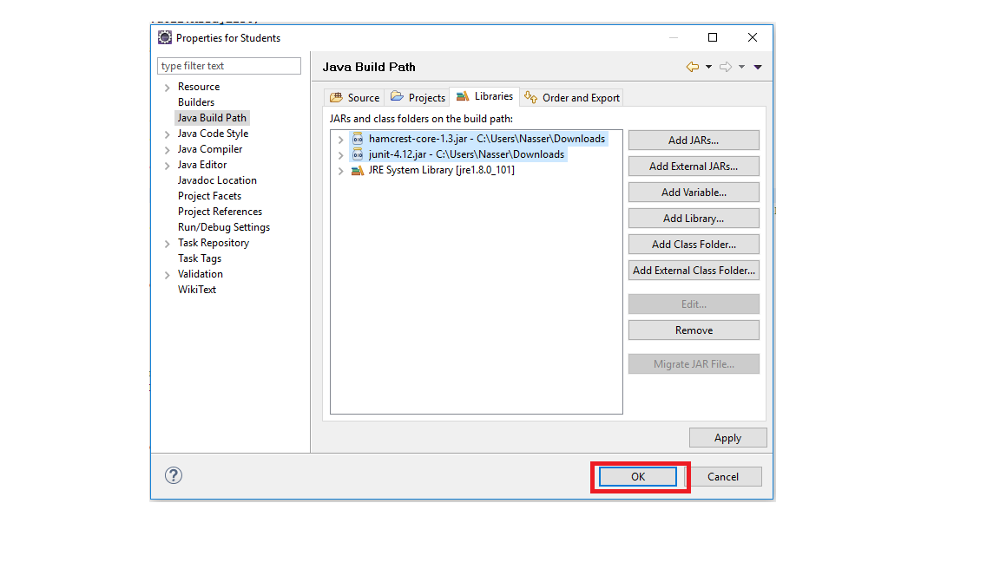 Properties for Students
type filter text
Resource
Builders
Java Build Path
Java Code Style
Java Compiler
Java Editor
Javadoc Location
Project Facets
Project References
Run/Debug Settings
Task Repository
Task Tags
Validation
WikiText
Java Build Path
Source Projects Libraries Order and Export
JARs and class folders on the build path:
hamcrest-core-1.3.jar - C:\Users\Nasser\Downloads
junit-4.12.jar - C:\Users\Nasser\Downloads
JRE System Library [jre1.8.0_101]
Add JARs...
Add External JARs...
Add Variable...
Add Library...
Add Class Folder...
Add External Class Folder...
Edit...
Remove
Migrate JAR File...
Apply
OK Cancel